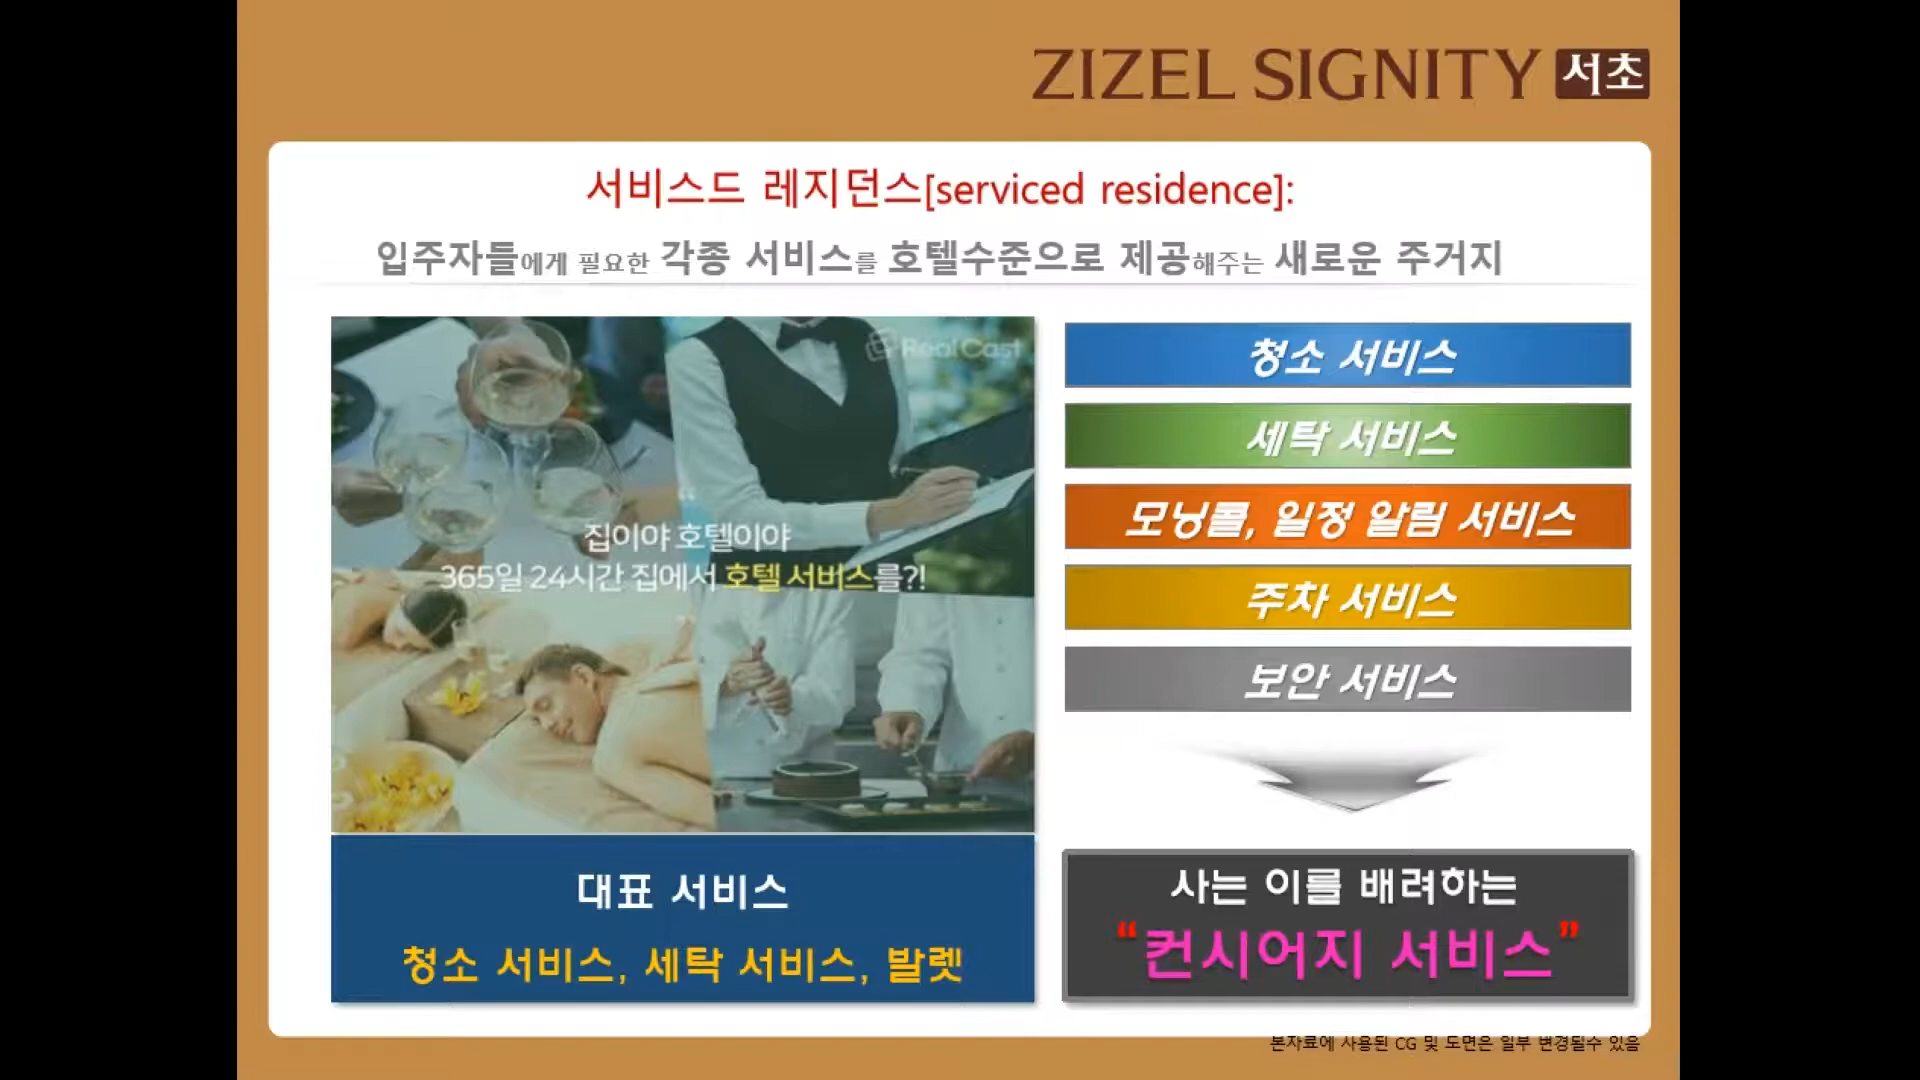 ZIZEL SIGNITY 서초
서비스드 레지던스[serviced residence]:
입주자들에게 필요한 각종 서비스를 호텔수준으로 제공해주는 새로운 주거지
Real Cast
“
집이야 호텔이야
365일 24시간 집에서 호텔 서비스를?!
”
대표 서비스
청소 서비스, 세탁 서비스, 발렛
청소 서비스
세탁 서비스
모닝콜, 일정 알림 서비스
주차 서비스
보안 서비스
사는 이를 배려하는
“컨시어지 서비스”
본자료에 사용된 CG 및 도면은 일부 변경될수 있음